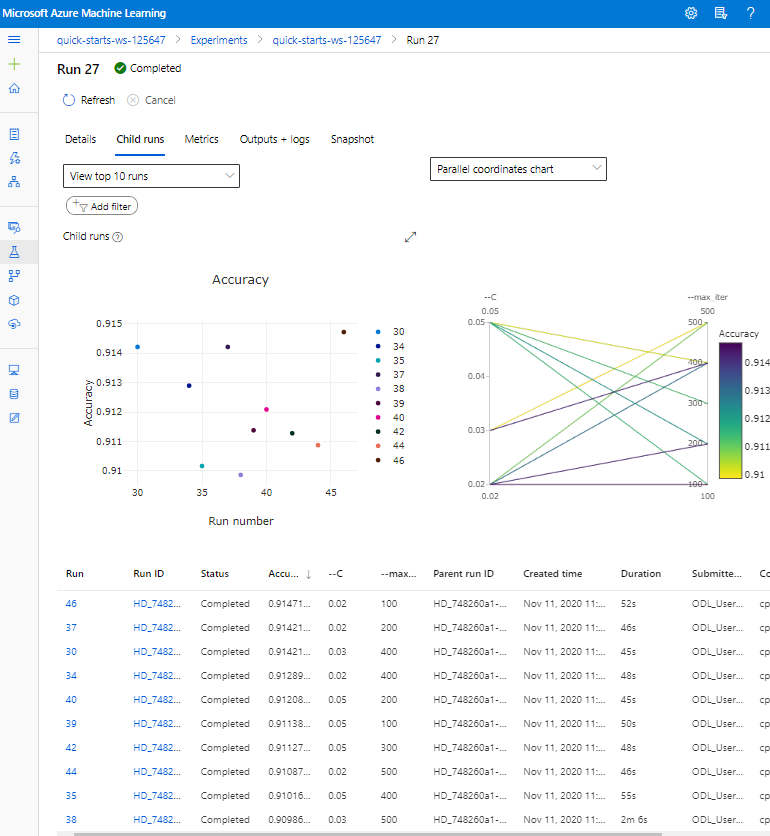 Microsoft Azure Machine Learning
quick-starts-ws-125647 > Experiments > quick-starts-ws-125647 > Run 27
Run 27 Completed
Refresh Cancel
Details Child runs Metrics Outputs + logs Snapshot
View top 10 runs
Parallel coordinates chart
Add filter
Child runs
Accuracy
0.915
0.914
0.913
0.912
0.911
0.91
Accuracy
30 35 40 45
Run number
30
34
35
37
38
39
40
42
44
46
--C --max_iter
0.05 500
0.05
0.04
0.03
0.02
0.02
500
400
300
200
100
100
Accuracy
0.914
0.913
0.912
0.911
0.91
Run Run ID Status Accu... ↓ --C --max... Parent run ID Created time Duration Submitte... Co
46 HD_7482... Completed 0.91471... 0.02 100 HD_748260a1-... Nov 11, 2020 11:... 52s ODL_User... cp
37 HD_7482... Completed 0.91421... 0.02 200 HD_748260a1-... Nov 11, 2020 11:... 46s ODL_User... cp
30 HD_7482... Completed 0.91421... 0.03 400 HD_748260a1-... Nov 11, 2020 11:... 45s ODL_User... cp
34 HD_7482... Completed 0.91289... 0.02 400 HD_748260a1-... Nov 11, 2020 11:... 48s ODL_User... cp
40 HD_7482... Completed 0.91208... 0.05 200 HD_748260a1-... Nov 11, 2020 11:... 45s ODL_User... cp
39 HD_7482... Completed 0.91138... 0.05 100 HD_748260a1-... Nov 11, 2020 11:... 50s ODL_User... cp
42 HD_7482... Completed 0.91127... 0.05 300 HD_748260a1-... Nov 11, 2020 11:... 48s ODL_User... cp
44 HD_7482... Completed 0.91087... 0.02 500 HD_748260a1-... Nov 11, 2020 11:... 46s ODL_User... cp
35 HD_7482... Completed 0.91016... 0.05 400 HD_748260a1-... Nov 11, 2020 11:... 55s ODL_User... cp
38 HD_7482... Completed 0.90986... 0.03 500 HD_748260a1-... Nov 11, 2020 11:... 2m 6s ODL_User... cp